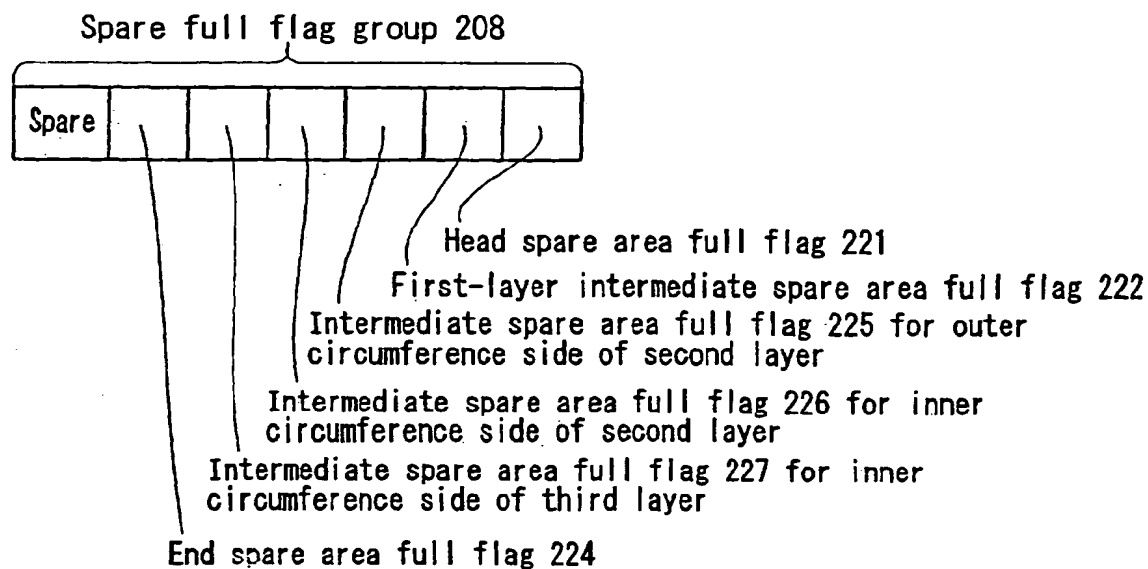 Spare full flag group 208
Spare
Head spare area full flag 221
First-layer intermediate spare area full flag 222
Intermediate spare area full flag 225 for outer
circumference side of second layer
Intermediate spare area full flag 226 for inner
circumference side of second layer
Intermediate spare area full flag 227 for inner
circumference side of third layer
End spare area full flag 224